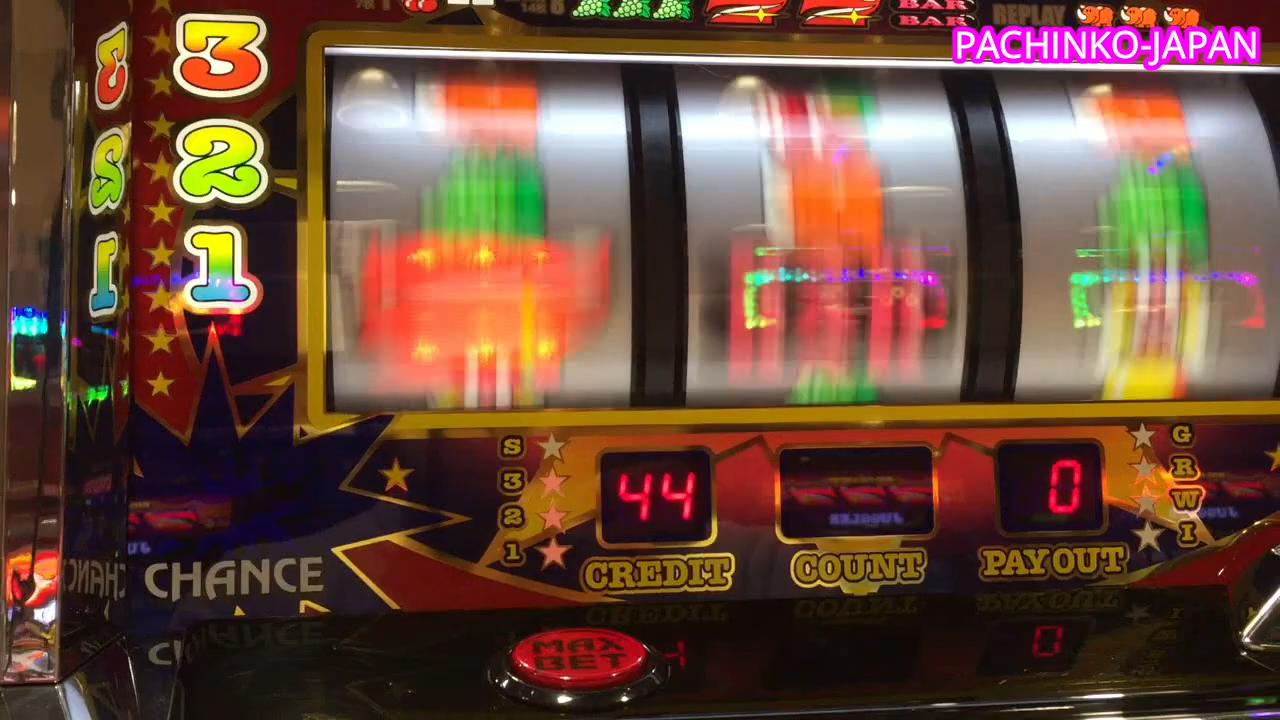 BAR BAR
REPLAY
PACHINKO-JAPAN
3
2
1
S
3
2
1
44
0
G
R
W
I
CREDIT
COUNT
PAYOUT
CHANCE
MAX
BET